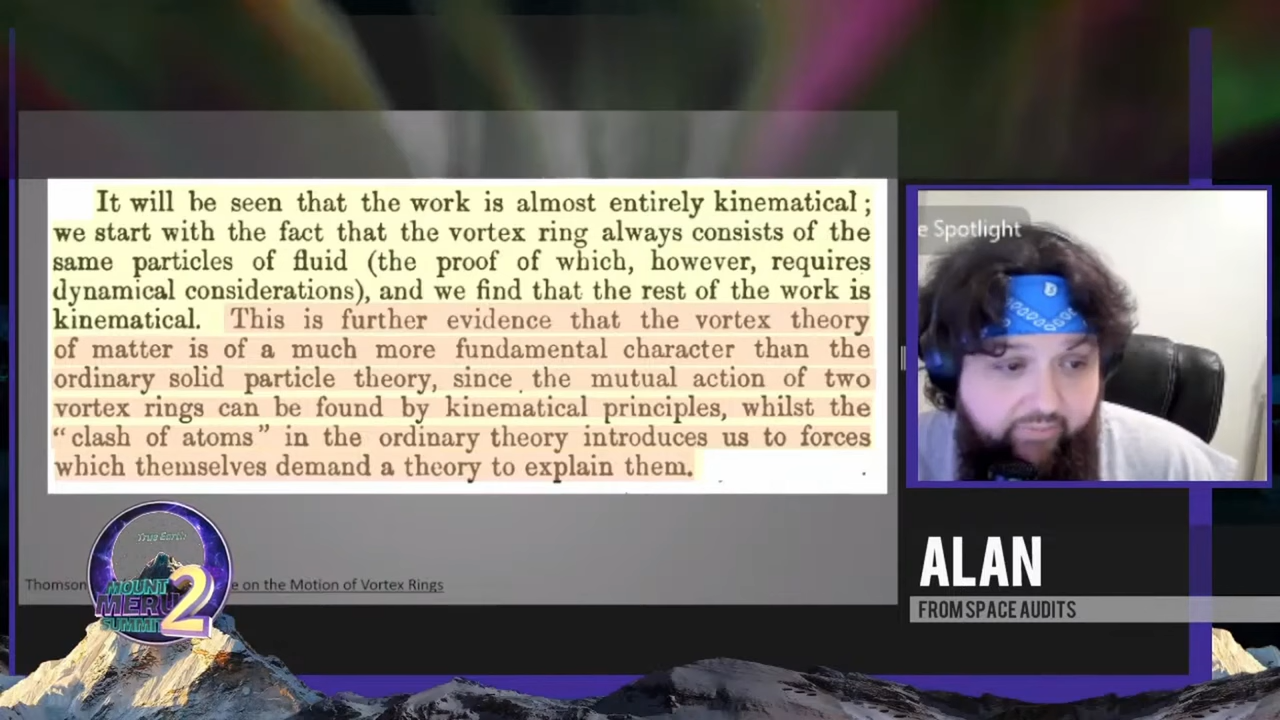 It will be seen that the work is almost entirely kinematical ;
we start with the fact that the vortex ring always consists of the
same particles of fluid (the proof of which, however, requires
dynamical considerations), and we find that the rest of the work is
kinematical. This is further evidence that the vortex theory
of matter is of a much more fundamental character than the
ordinary solid particle theory, since the mutual action of two
vortex rings can be found by kinematical principles, whilst the
“clash of atoms” in the ordinary theory introduces us to forces
which themselves demand a theory to explain them.
Thomson
on the Motion of Vortex Rings
True Earth
MOUNT
MERU
SUMMIT
2
Spotlight
ALAN
FROM SPACE AUDITS